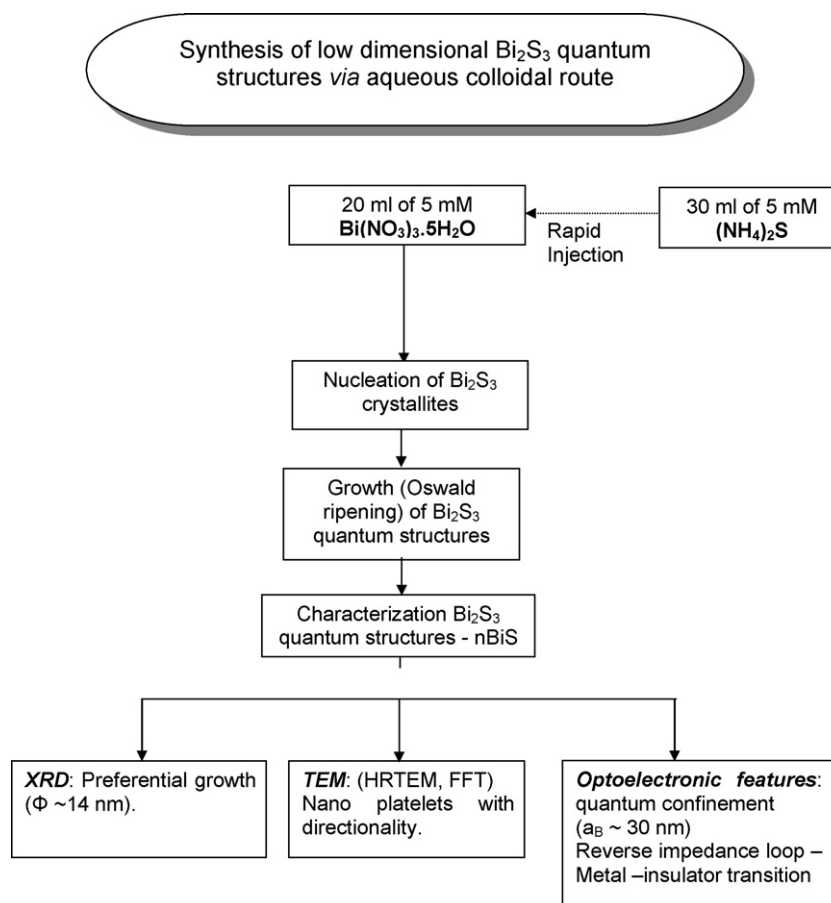 Synthesis of low dimensional Bi₂S₃ quantum
structures via aqueous colloidal route
20 ml of 5 mM
Bi(NO₃)₃.5H₂O
Rapid
Injection
30 ml of 5 mM
(NH₄)₂S
Nucleation of Bi₂S₃
crystallites
Growth (Oswald
ripening) of Bi₂S₃
quantum structures
Characterization Bi₂S₃
quantum structures - nBiS
XRD: Preferential growth
(Φ ~14 nm).
TEM: (HRTEM, FFT)
Nano platelets with
directionality.
Optoelectronic features:
quantum confinement
(aB ~ 30 nm)
Reverse impedance loop –
Metal –insulator transition